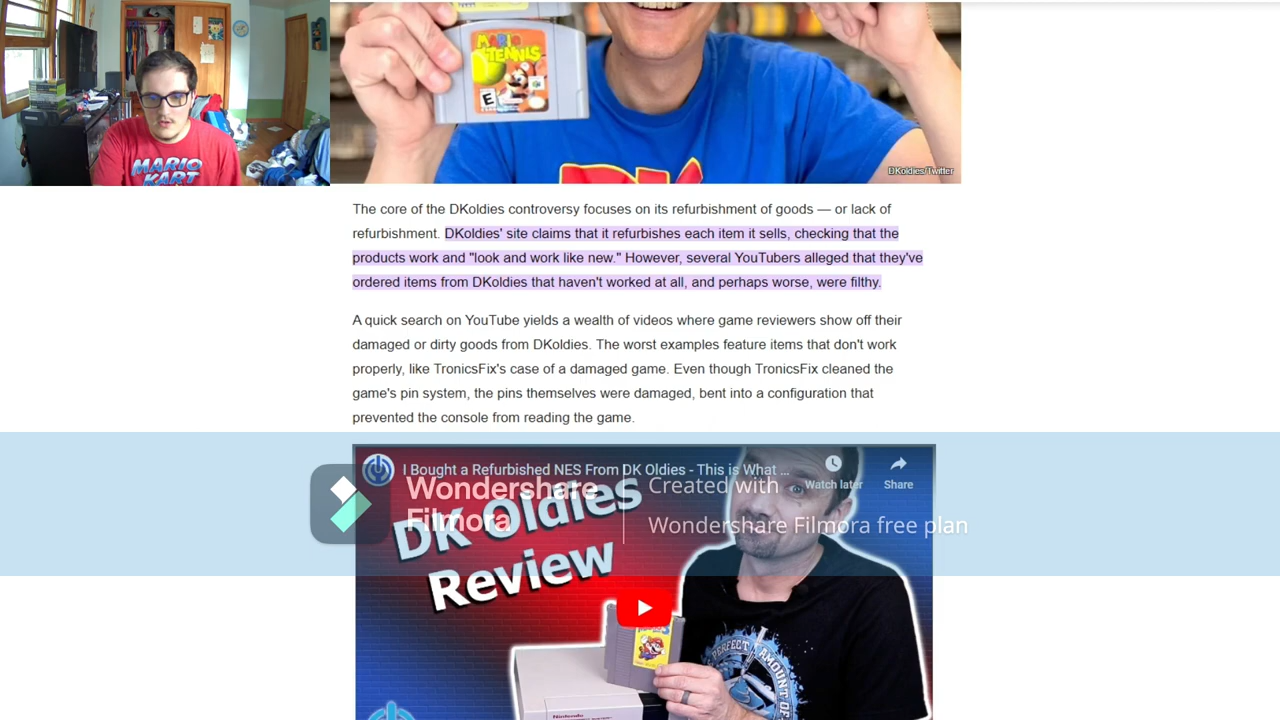 MARIO
TENNIS
E
MARIO
KART
DKoldies/Twitter
The core of the DKoldies controversy focuses on its refurbishment of goods — or lack of
refurbishment. DKoldies' site claims that it refurbishes each item it sells, checking that the
products work and "look and work like new." However, several YouTubers alleged that they've
ordered items from DKoldies that haven't worked at all, and perhaps worse, were filthy.
A quick search on YouTube yields a wealth of videos where game reviewers show off their
damaged or dirty goods from DKoldies. The worst examples feature items that don't work
properly, like TronicsFix's case of a damaged game. Even though TronicsFix cleaned the
game's pin system, the pins themselves were damaged, bent into a configuration that
prevented the console from reading the game.
I Bought a Refurbished NES From DK Oldies - This is What ...
Watch later
Share
Wondershare
Filmora
Created with
Wondershare Filmora free plan
DK Oldies
Review
PERFECT AMOUNT OF
Nintendo